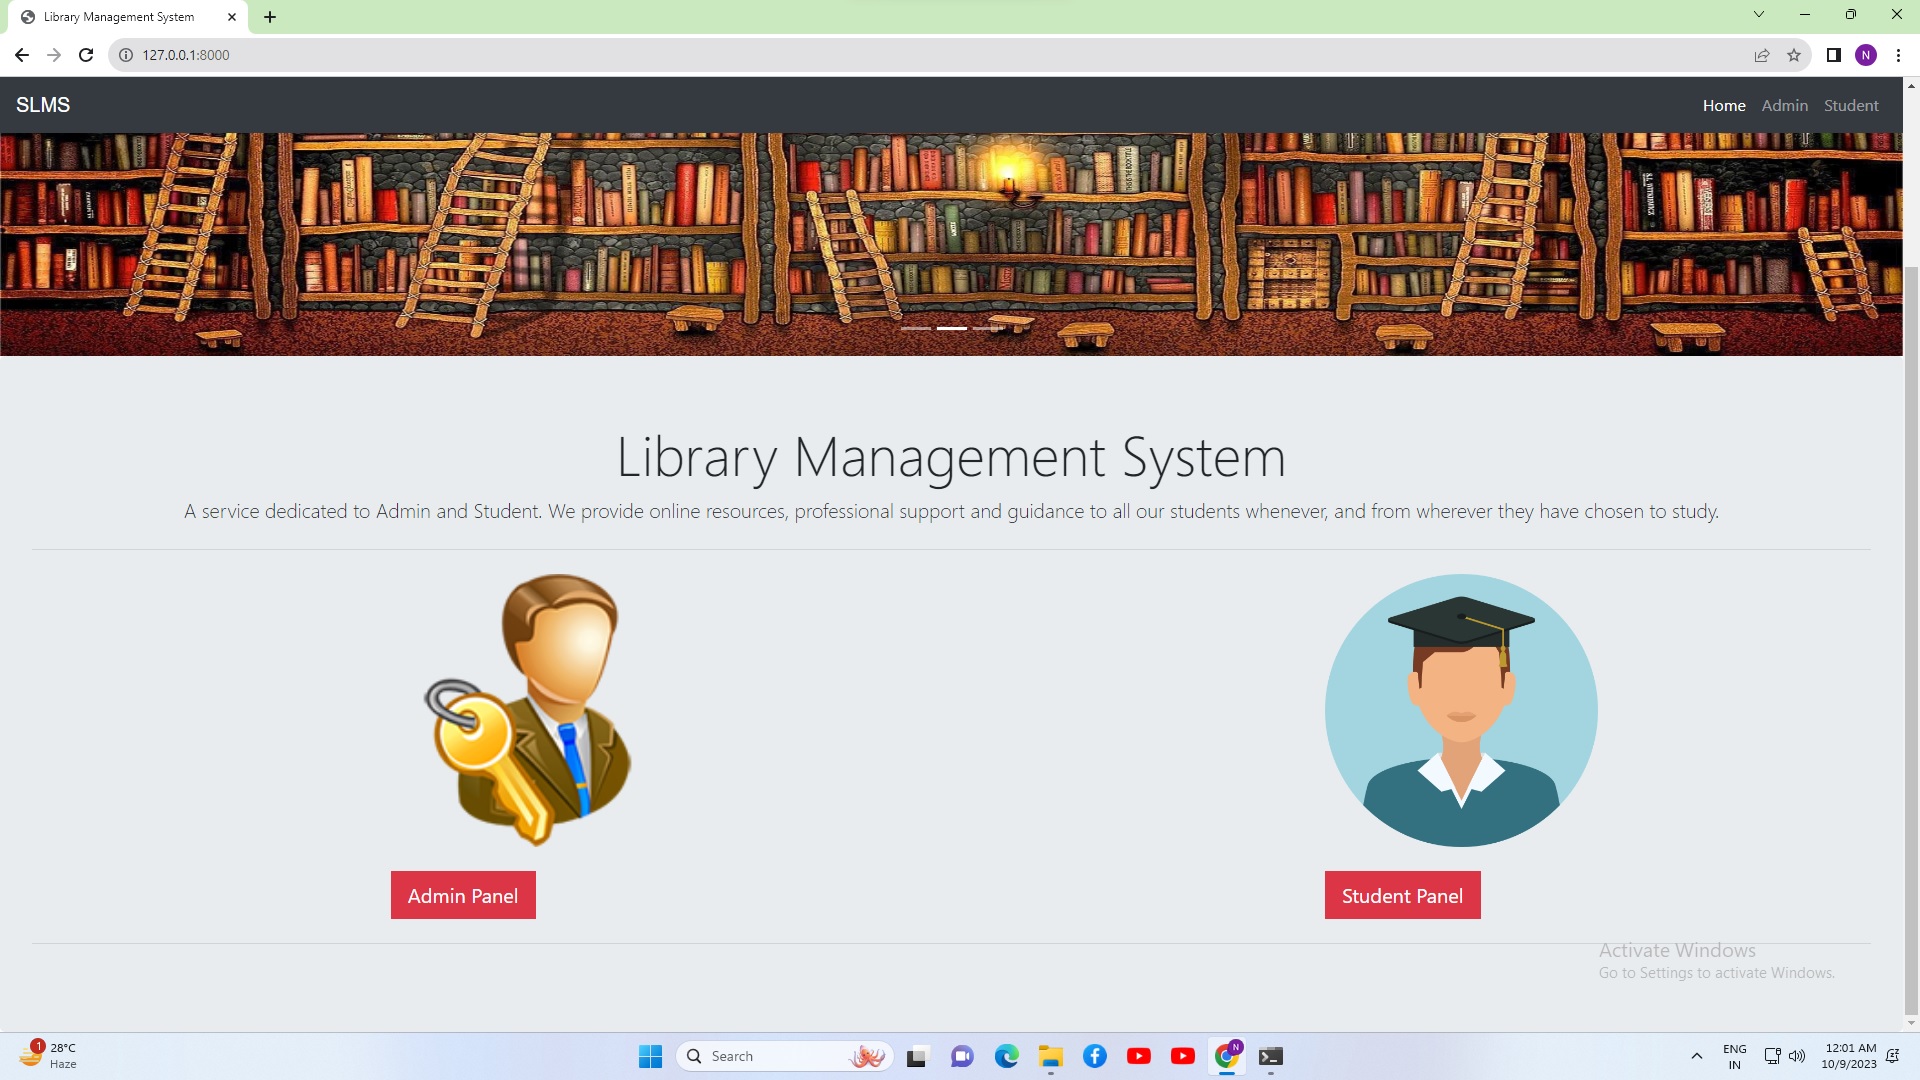 Library Management System
127.0.0.1:8000
N
SLMS
Home Admin Student
Library Management System
A service dedicated to Admin and Student. We provide online resources, professional support and guidance to all our students whenever, and from wherever they have chosen to study.
Admin Panel
Student Panel
Activate Windows
Go to Settings to activate Windows.
1
28°C
Haze
Search
N
ENG
IN
12:01 AM
10/9/2023